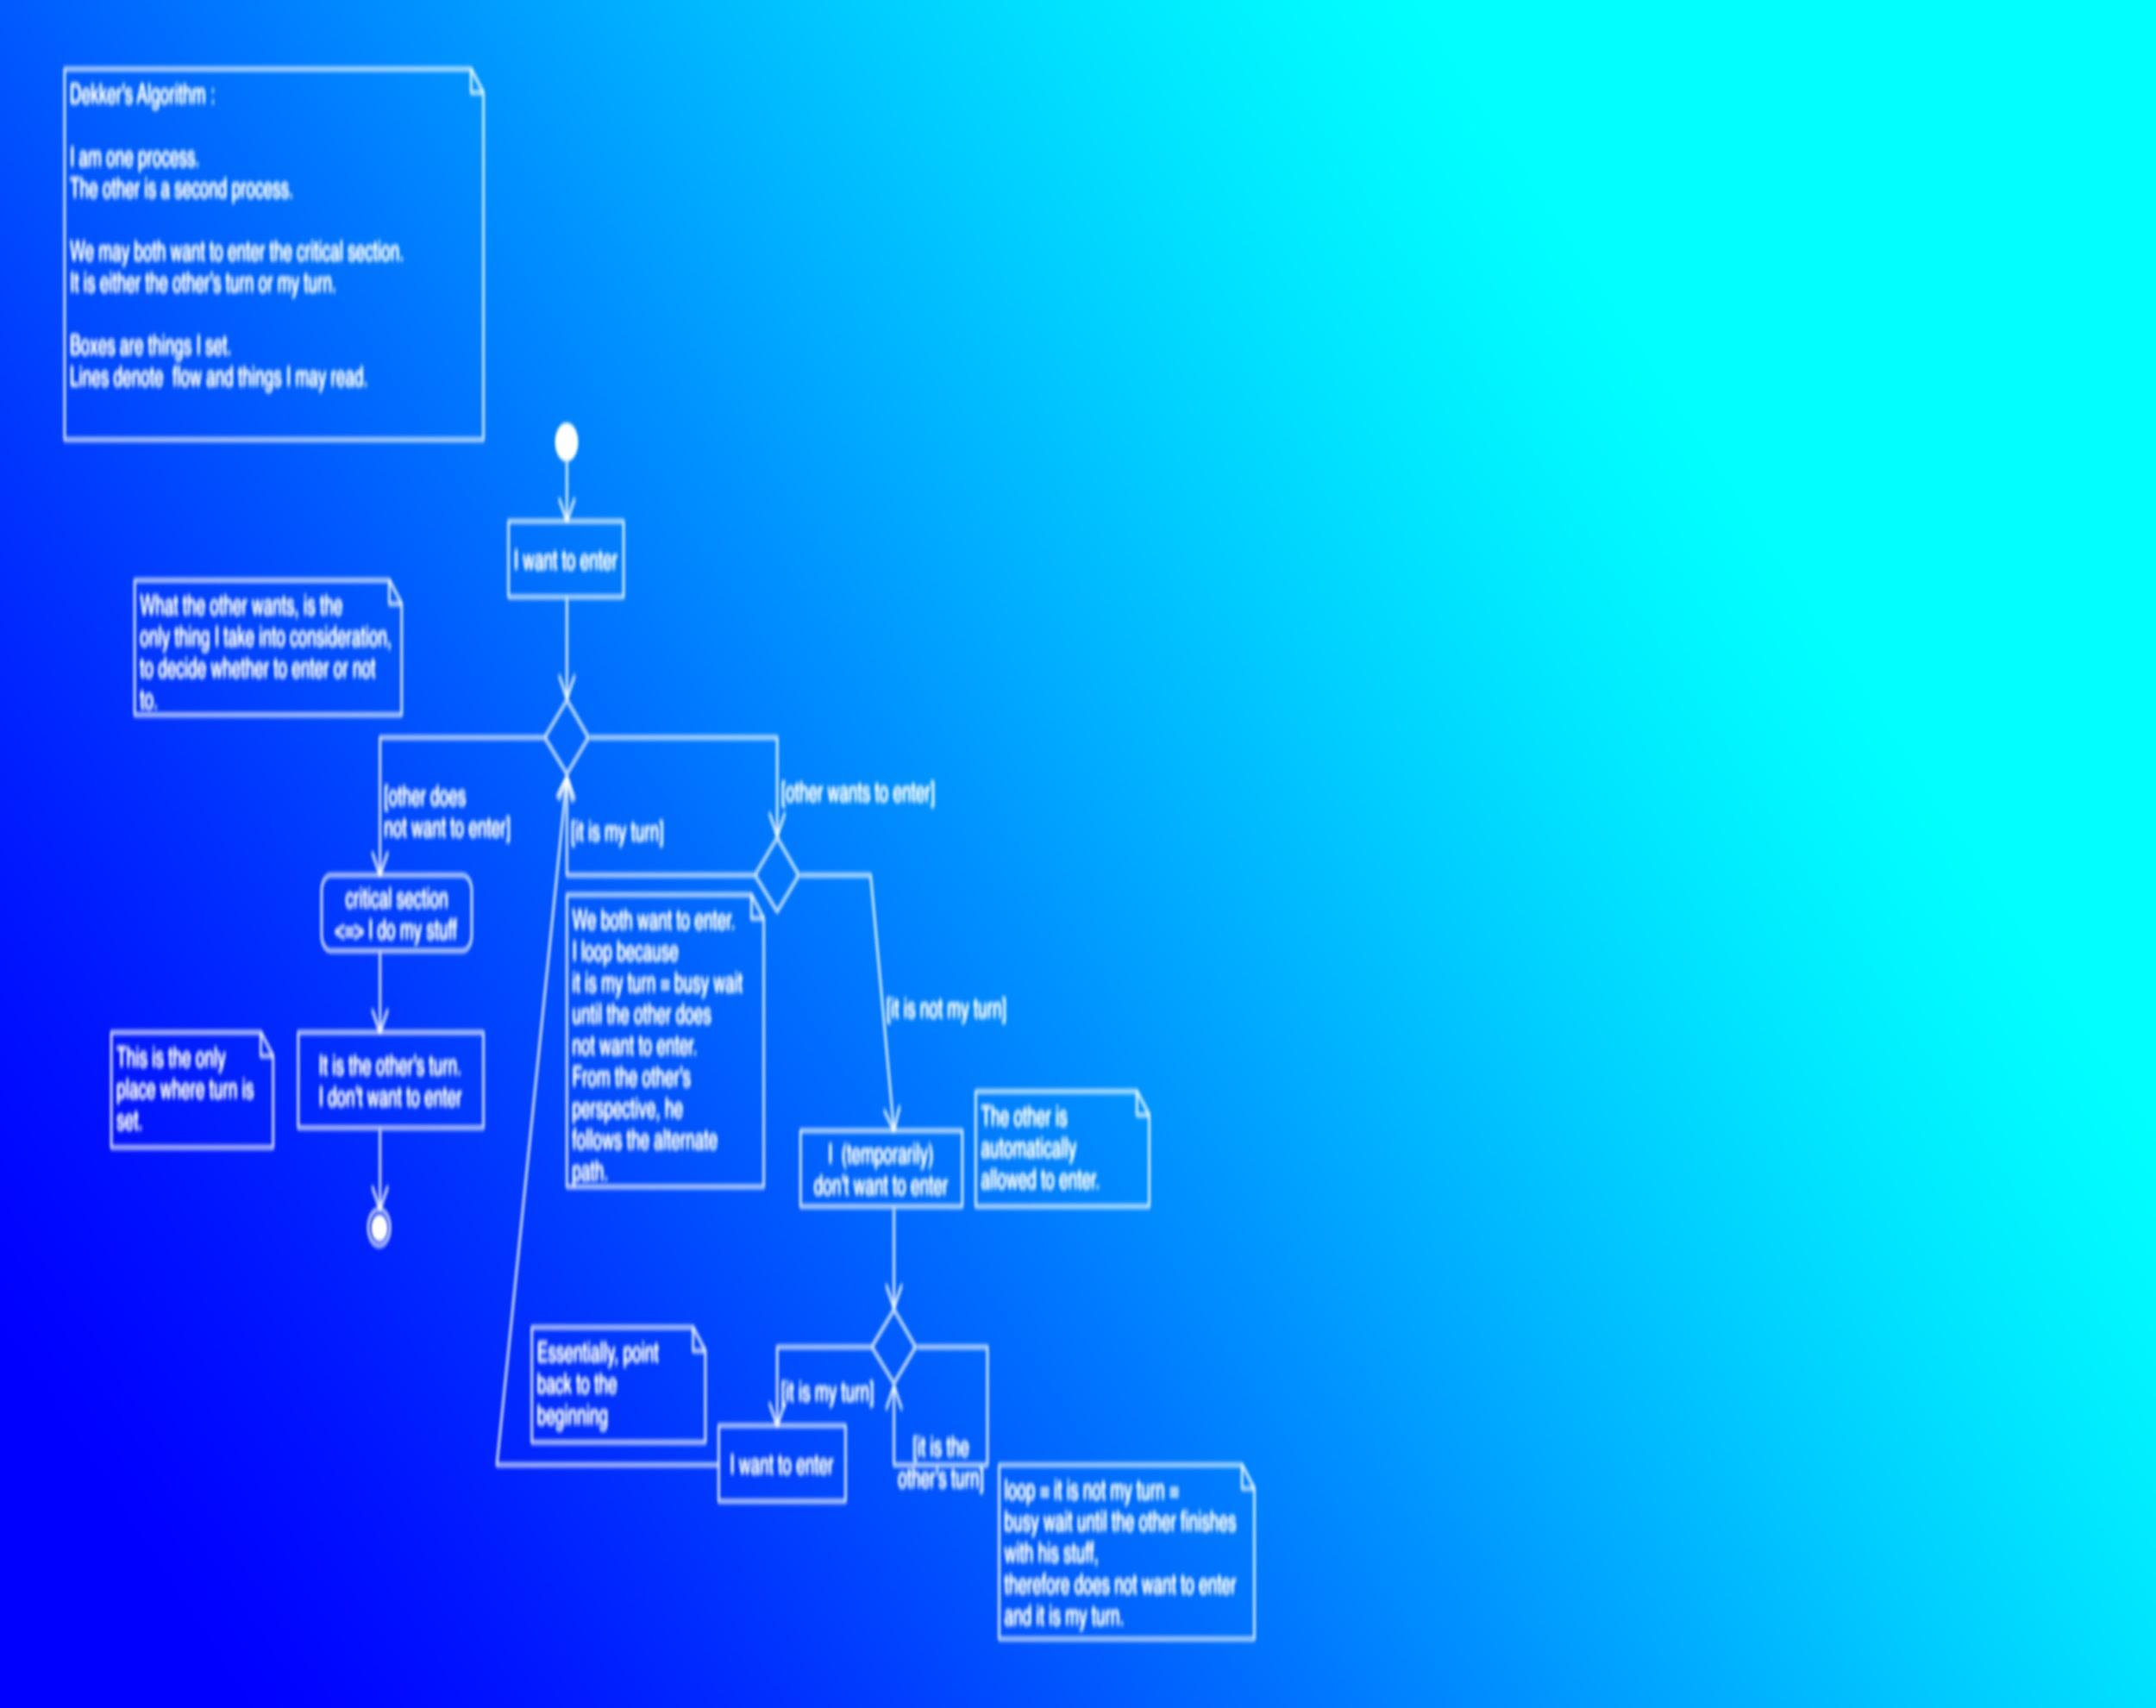 Dekker's Algorithm :
I am one process.
The other is a second process.
We may both want to enter the critical section.
It is either the other's turn or my turn.
Boxes are things I set.
Lines denote  flow and things I may read.
I want to enter
What the other wants, is the
only thing I take into consideration,
to decide whether to enter or not
to.
[other does
not want to enter]
[other wants to enter]
[it is my turn]
critical section
<=> I do my stuff
We both want to enter.
I loop because
it is my turn = busy wait
until the other does
not want to enter.
From the other's
perspective, he
follows the alternate
path.
[it is not my turn]
This is the only
place where turn is
set.
It is the other's turn.
I don't want to enter
I  (temporarily)
don't want to enter
The other is
automatically
allowed to enter.
Essentially, point
back to the
beginning
[it is my turn]
I want to enter
[it is the
other's turn]
loop = it is not my turn =
busy wait until the other finishes
with his stuff,
therefore does not want to enter
and it is my turn.